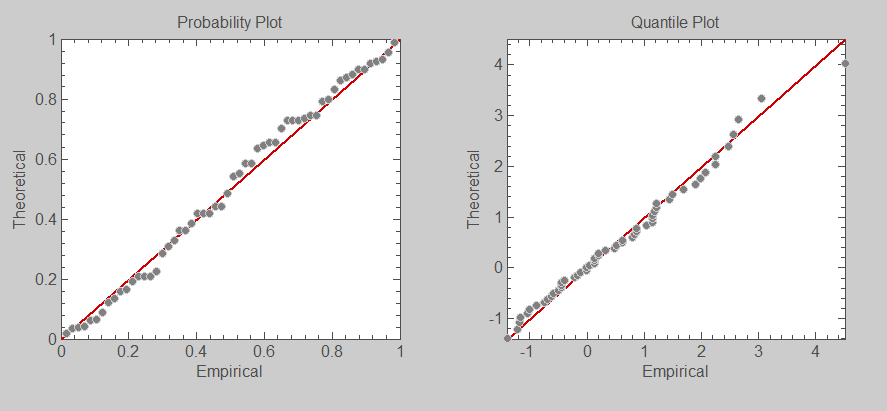 Probability Plot
1
0.8
0.6
0.4
0.2
0
Theoretical
0 0.2 0.4 0.6 0.8 1
Empirical
Quantile Plot
4
3
2
1
0
-1
Theoretical
-1 0 1 2 3 4
Empirical